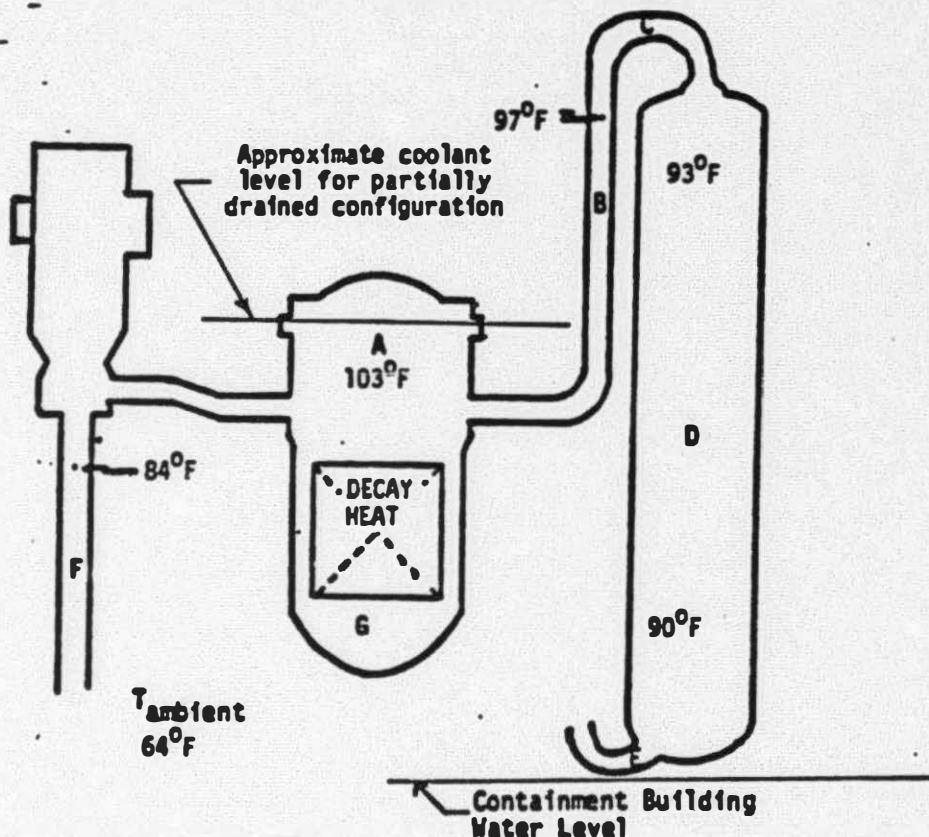 C
97°F
93°F
Approximate coolant
level for partially
drained configuration
B
A
103°F
D
84°F
DECAY
HEAT
F
G
90°F
T ambient
64°F
E
Containment Building
Water Level